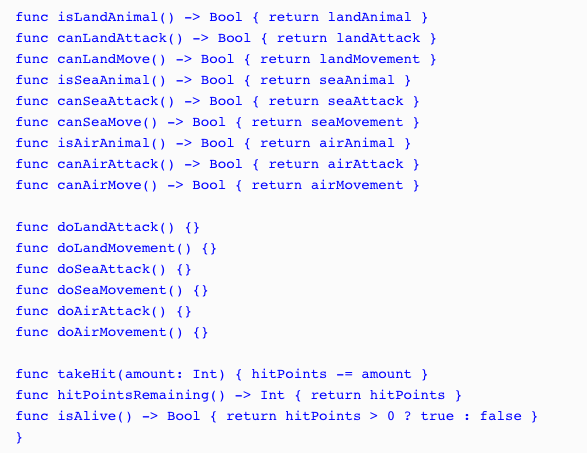 func isLandAnimal() -> Bool { return landAnimal }
func canLandAttack() -> Bool { return landAttack }
func canLandMove() -> Bool { return landMovement }
func isSeaAnimal() -> Bool { return seaAnimal }
func canSeaAttack() -> Bool { return seaAttack }
func canSeaMove() -> Bool { return seaMovement }
func isAirAnimal() -> Bool { return airAnimal }
func canAirAttack() -> Bool { return airAttack }
func canAirMove() -> Bool { return airMovement }
func doLandAttack() {}
func doLandMovement() {}
func doSeaAttack() {}
func doSeaMovement() {}
func doAirAttack() {}
func doAirMovement() {}
func takeHit(amount: Int) { hitPoints -= amount }
func hitPointsRemaining() -> Int { return hitPoints }
func isAlive() -> Bool { return hitPoints > 0 ? true : false }
}